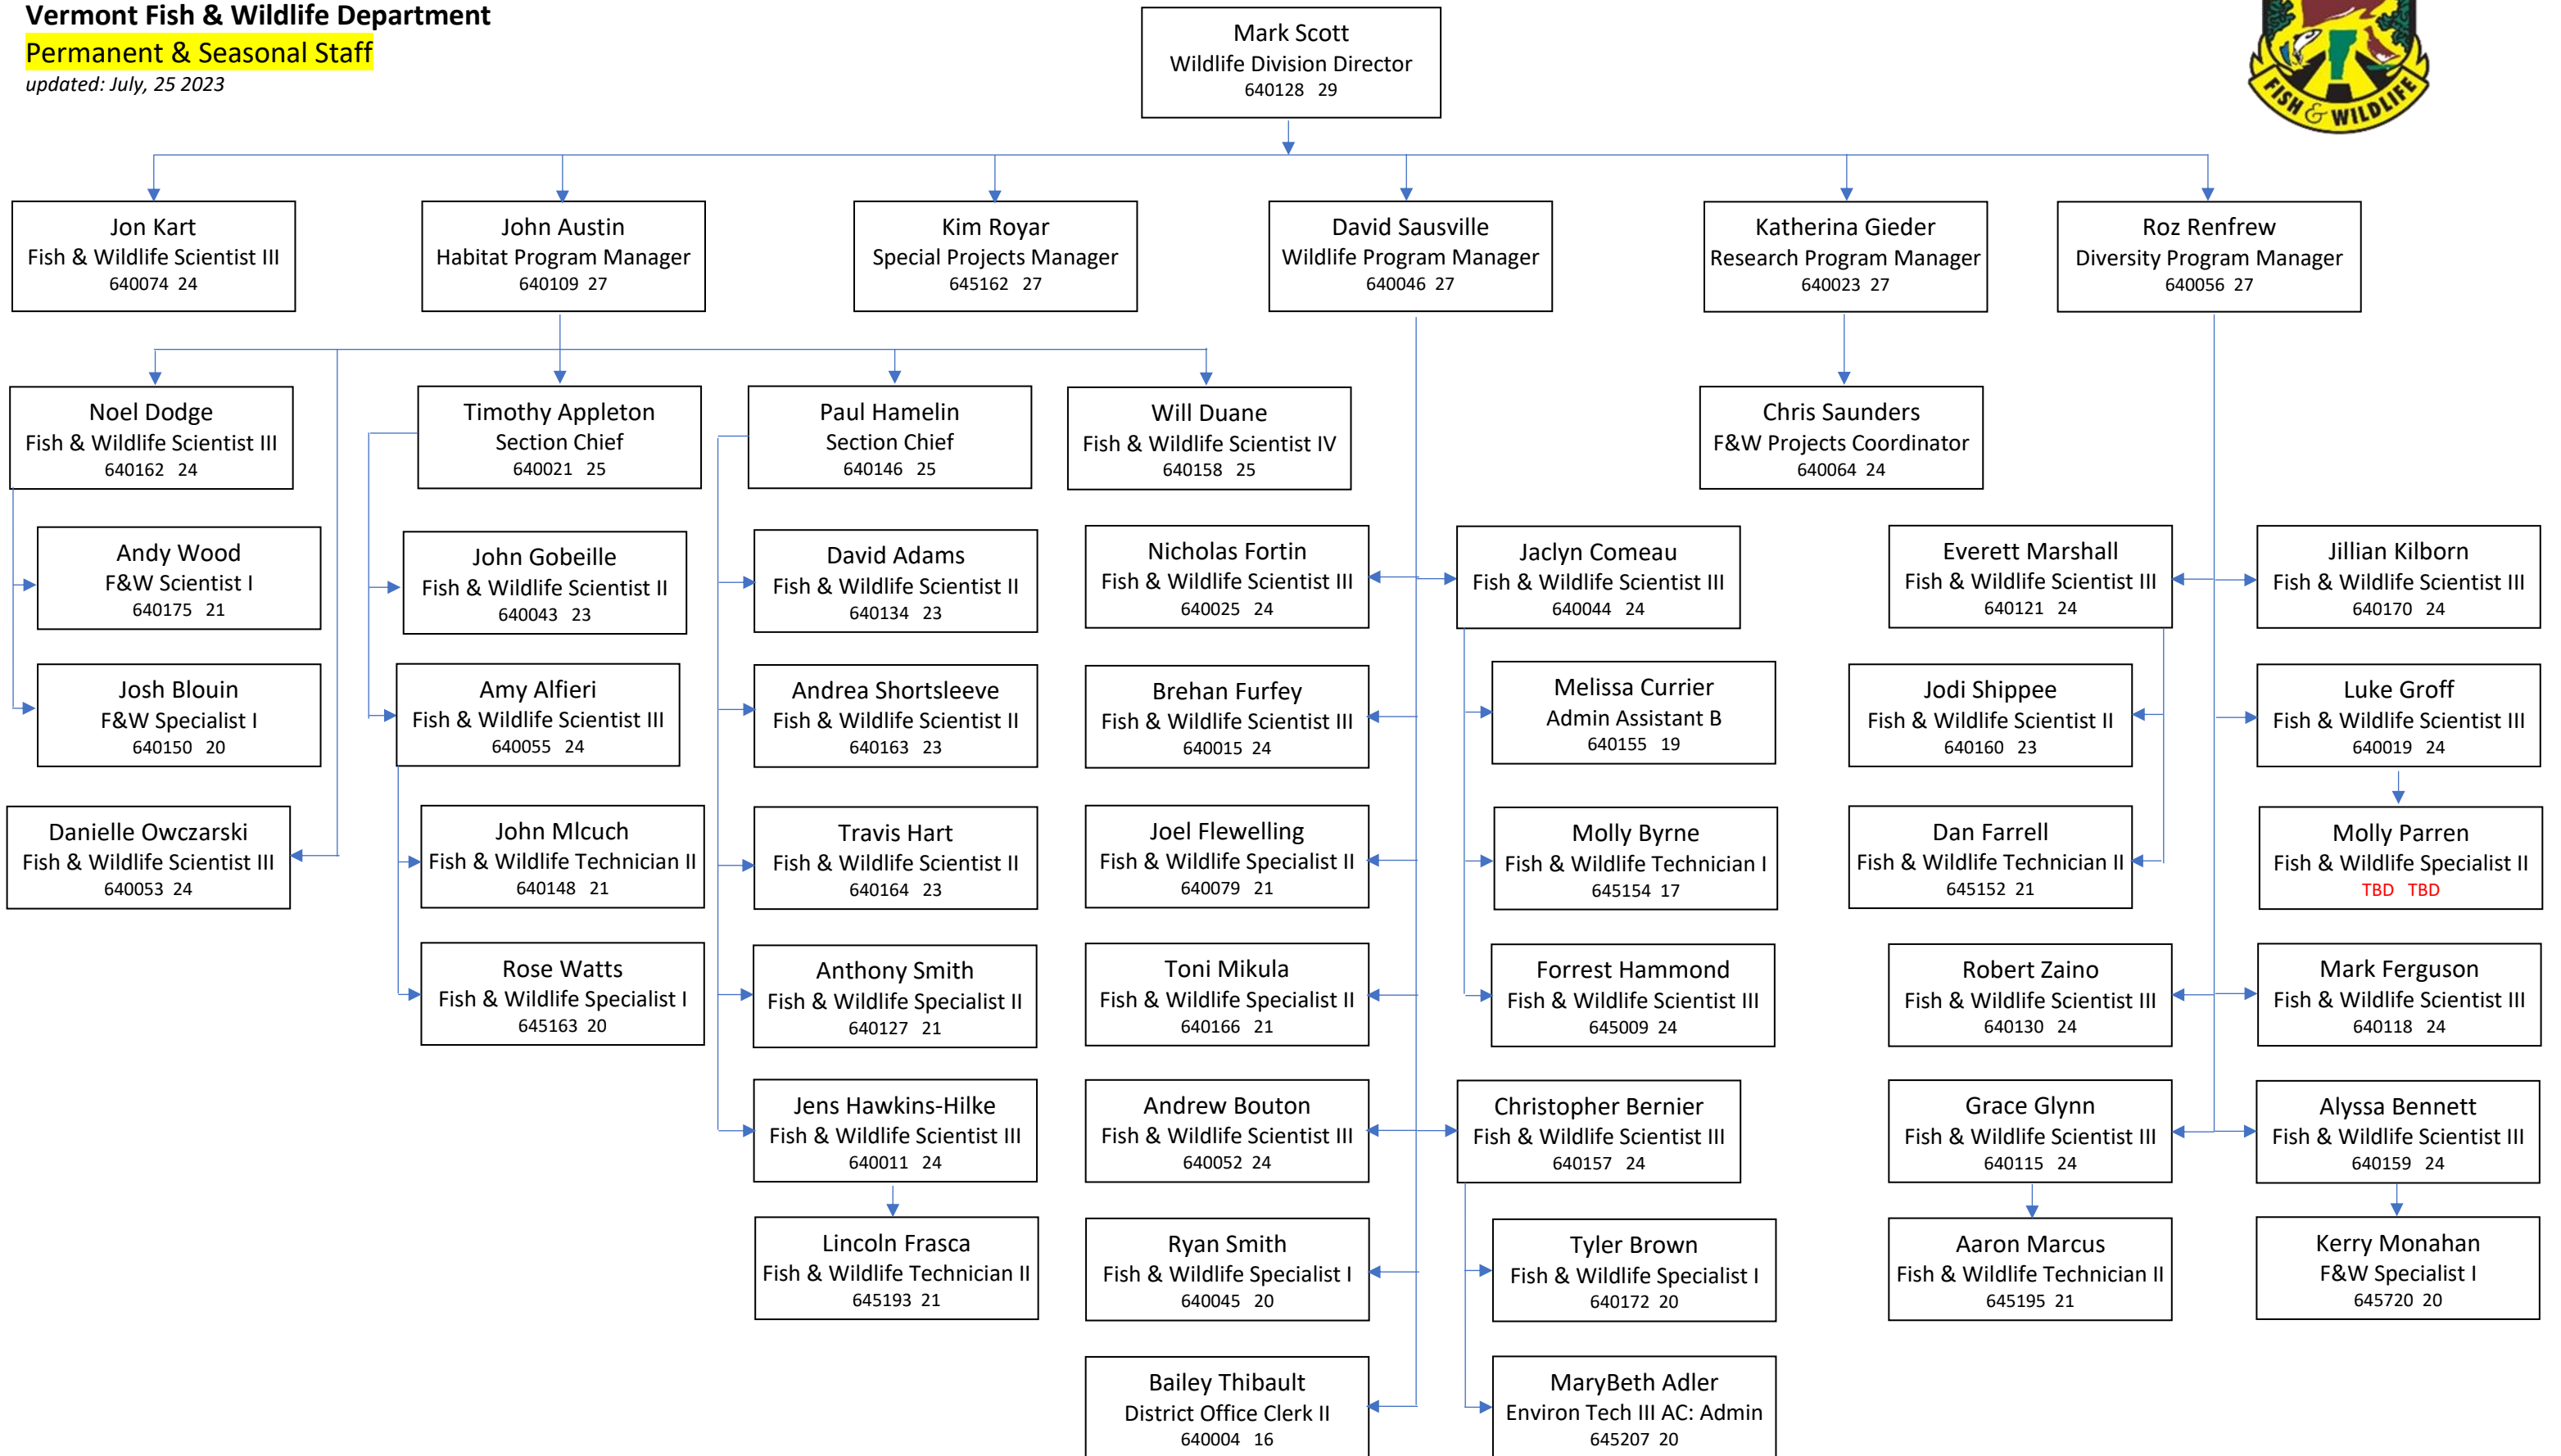 Vermont Fish & Wildlife Department
Permanent & Seasonal Staff
updated: July, 25 2023
FISH & WILDLIFE
Mark Scott
Wildlife Division Director
640128 29
Jon Kart
Fish & Wildlife Scientist III
640074 24
John Austin
Habitat Program Manager
640109 27
Kim Royar
Special Projects Manager
645162 27
David Sausville
Wildlife Program Manager
640046 27
Katherina Gieder
Research Program Manager
640023 27
Roz Renfrew
Diversity Program Manager
640056 27
Noel Dodge
Fish & Wildlife Scientist III
640162 24
Timothy Appleton
Section Chief
640021 25
Paul Hamelin
Section Chief
640146 25
Will Duane
Fish & Wildlife Scientist IV
640158 25
Chris Saunders
F&W Projects Coordinator
640064 24
Andy Wood
F&W Scientist I
640175 21
John Gobeille
Fish & Wildlife Scientist II
640043 23
David Adams
Fish & Wildlife Scientist II
640134 23
Nicholas Fortin
Fish & Wildlife Scientist III
640025 24
Jaclyn Comeau
Fish & Wildlife Scientist III
640044 24
Everett Marshall
Fish & Wildlife Scientist III
640121 24
Jillian Kilborn
Fish & Wildlife Scientist III
640170 24
Josh Blouin
F&W Specialist I
640150 20
Amy Alfieri
Fish & Wildlife Scientist III
640055 24
Andrea Shortsleeve
Fish & Wildlife Scientist II
640163 23
Brehan Furfey
Fish & Wildlife Scientist III
640015 24
Melissa Currier
Admin Assistant B
640155 19
Jodi Shippee
Fish & Wildlife Scientist II
640160 23
Luke Groff
Fish & Wildlife Scientist III
640019 24
Danielle Owczarski
Fish & Wildlife Scientist III
640053 24
John Mlcuch
Fish & Wildlife Technician II
640148 21
Travis Hart
Fish & Wildlife Scientist II
640164 23
Joel Flewelling
Fish & Wildlife Specialist II
640079 21
Molly Byrne
Fish & Wildlife Technician I
645154 17
Dan Farrell
Fish & Wildlife Technician II
645152 21
Molly Parren
Fish & Wildlife Specialist II
TBD TBD
Rose Watts
Fish & Wildlife Specialist I
645163 20
Anthony Smith
Fish & Wildlife Specialist II
640127 21
Toni Mikula
Fish & Wildlife Specialist II
640166 21
Forrest Hammond
Fish & Wildlife Scientist III
645009 24
Robert Zaino
Fish & Wildlife Scientist III
640130 24
Mark Ferguson
Fish & Wildlife Scientist III
640118 24
Jens Hawkins-Hilke
Fish & Wildlife Scientist III
640011 24
Andrew Bouton
Fish & Wildlife Scientist III
640052 24
Christopher Bernier
Fish & Wildlife Scientist III
640157 24
Grace Glynn
Fish & Wildlife Scientist III
640115 24
Alyssa Bennett
Fish & Wildlife Scientist III
640159 24
Lincoln Frasca
Fish & Wildlife Technician II
645193 21
Ryan Smith
Fish & Wildlife Specialist I
640045 20
Tyler Brown
Fish & Wildlife Specialist I
640172 20
Aaron Marcus
Fish & Wildlife Technician II
645195 21
Kerry Monahan
F&W Specialist I
645720 20
Bailey Thibault
District Office Clerk II
640004 16
MaryBeth Adler
Environ Tech III AC: Admin
645207 20